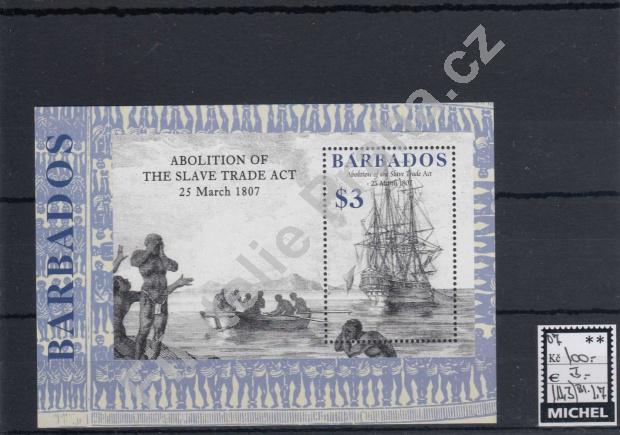 BARBADOS
ABOLITION OF
THE SLAVE TRADE ACT
25 March 1807
BARBADOS
Abolition of the Slave Trade Act
- 25 March 1807
$3
07 **
Kč 100.-
€
MICHEL